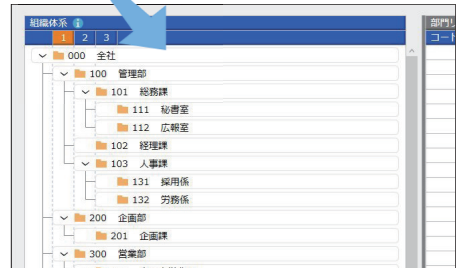 組織体系
部門リ
1 2 3
コート
000 全社
100 管理部
101 総務課
111 秘書室
112 広報室
102 経理課
103 人事課
131 採用係
132 労務係
200 企画部
201 企画課
300 営業部